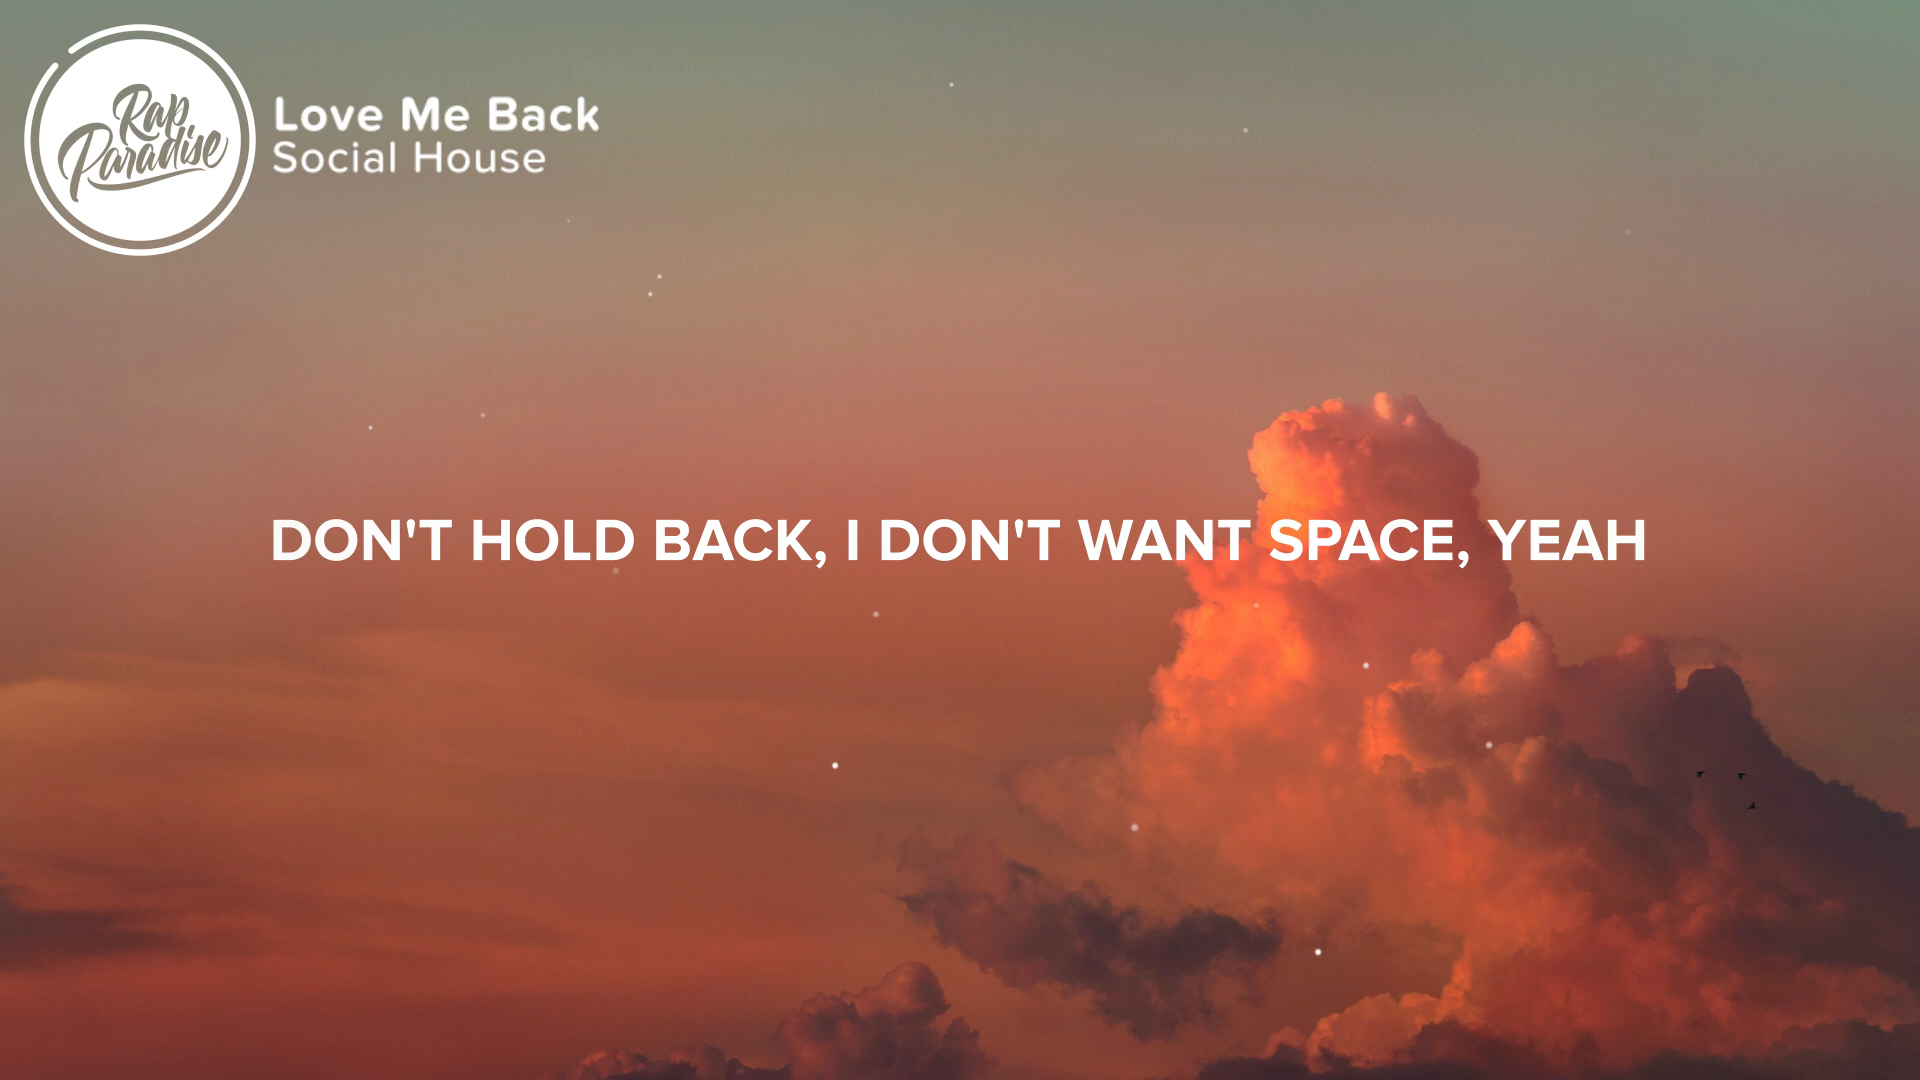 Rap
Paradise
Love Me Back
Social House
DON'T HOLD BACK, I DON'T WANT SPACE, YEAH